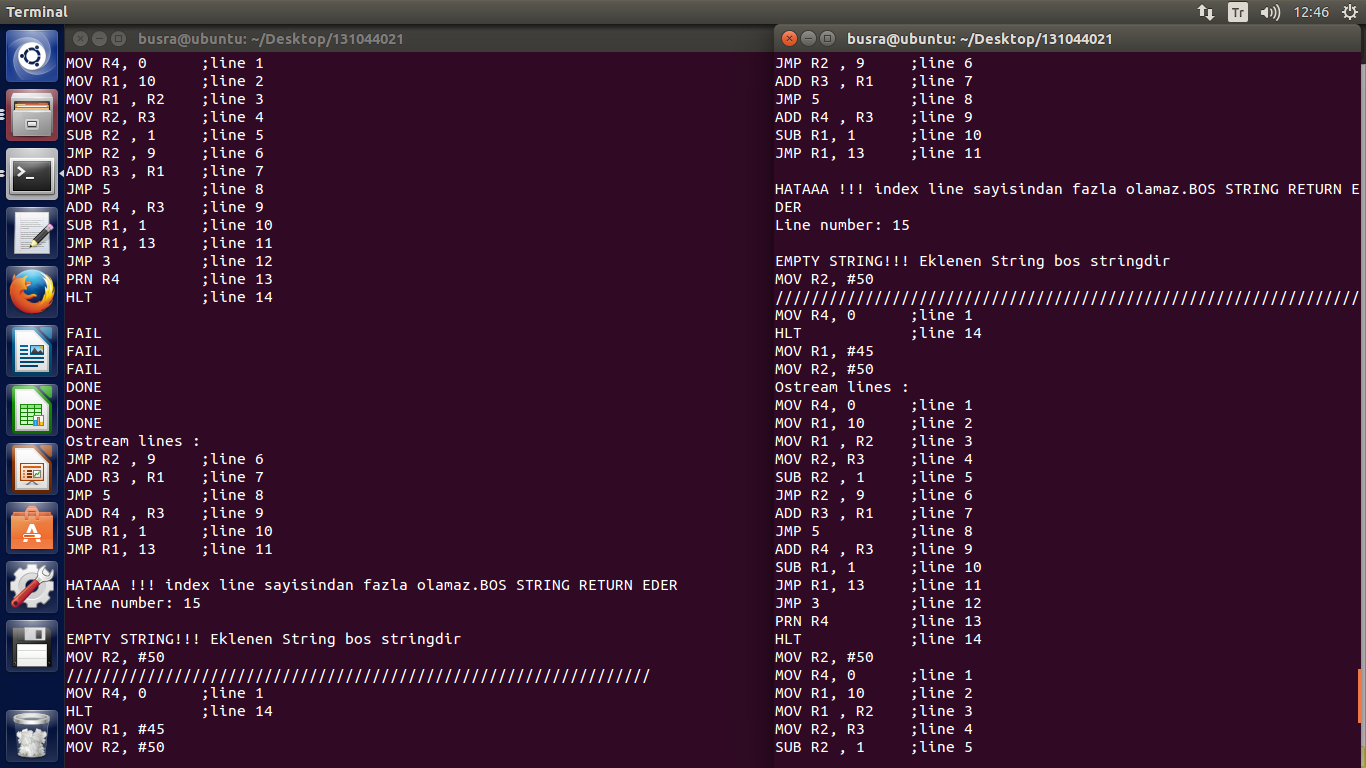 Terminal
Tr
12:46
busra@ubuntu: ~/Desktop/131044021
MOV R4, 0      ;line 1
MOV R1, 10     ;line 2
MOV R1 , R2    ;line 3
MOV R2, R3     ;line 4
SUB R2 , 1     ;line 5
JMP R2 , 9     ;line 6
ADD R3 , R1    ;line 7
JMP 5          ;line 8
ADD R4 , R3    ;line 9
SUB R1, 1      ;line 10
JMP R1, 13     ;line 11
JMP 3          ;line 12
PRN R4         ;line 13
HLT            ;line 14
FAIL
FAIL
FAIL
DONE
DONE
DONE
Ostream lines :
JMP R2 , 9     ;line 6
ADD R3 , R1    ;line 7
JMP 5          ;line 8
ADD R4 , R3    ;line 9
SUB R1, 1      ;line 10
JMP R1, 13     ;line 11
HATAAA !!! index line sayisindan fazla olamaz.BOS STRING RETURN EDER
Line number: 15
EMPTY STRING!!! Eklenen String bos stringdir
MOV R2, #50
/////////////////////////////////////////////////////////////////
MOV R4, 0      ;line 1
HLT            ;line 14
MOV R1, #45
MOV R2, #50
busra@ubuntu: ~/Desktop/131044021
JMP R2 , 9     ;line 6
ADD R3 , R1    ;line 7
JMP 5          ;line 8
ADD R4 , R3    ;line 9
SUB R1, 1      ;line 10
JMP R1, 13     ;line 11
HATAAA !!! index line sayisindan fazla olamaz.BOS STRING RETURN E
DER
Line number: 15
EMPTY STRING!!! Eklenen String bos stringdir
MOV R2, #50
/////////////////////////////////////////////////////////////////
MOV R4, 0      ;line 1
HLT            ;line 14
MOV R1, #45
MOV R2, #50
Ostream lines :
MOV R4, 0      ;line 1
MOV R1, 10     ;line 2
MOV R1 , R2    ;line 3
MOV R2, R3     ;line 4
SUB R2 , 1     ;line 5
JMP R2 , 9     ;line 6
ADD R3 , R1    ;line 7
JMP 5          ;line 8
ADD R4 , R3    ;line 9
SUB R1, 1      ;line 10
JMP R1, 13     ;line 11
JMP 3          ;line 12
PRN R4         ;line 13
HLT            ;line 14
MOV R2, #50
MOV R4, 0      ;line 1
MOV R1, 10     ;line 2
MOV R1 , R2    ;line 3
MOV R2, R3     ;line 4
SUB R2 , 1     ;line 5